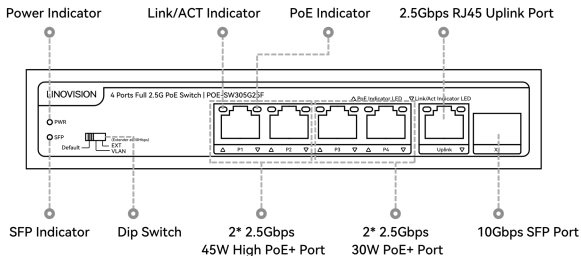 Power Indicator
Link/ACT Indicator
PoE Indicator
2.5Gbps RJ45 Uplink Port
LINOVISION
4 Ports Full 2.5G PoE Switch | POE-SW305G2SF
△ PoE Indicator LED ▽ Link/Act Indicator LED
PWR
SFP
Default
(Extender at10Mbps)
EXT
VLAN
△ P1 ▽
△ P2 ▽
△ P3 ▽
△ P4 ▽
Uplink ▽
SFP Indicator
Dip Switch
2* 2.5Gbps
45W High PoE+ Port
2* 2.5Gbps
30W PoE+ Port
10Gbps SFP Port